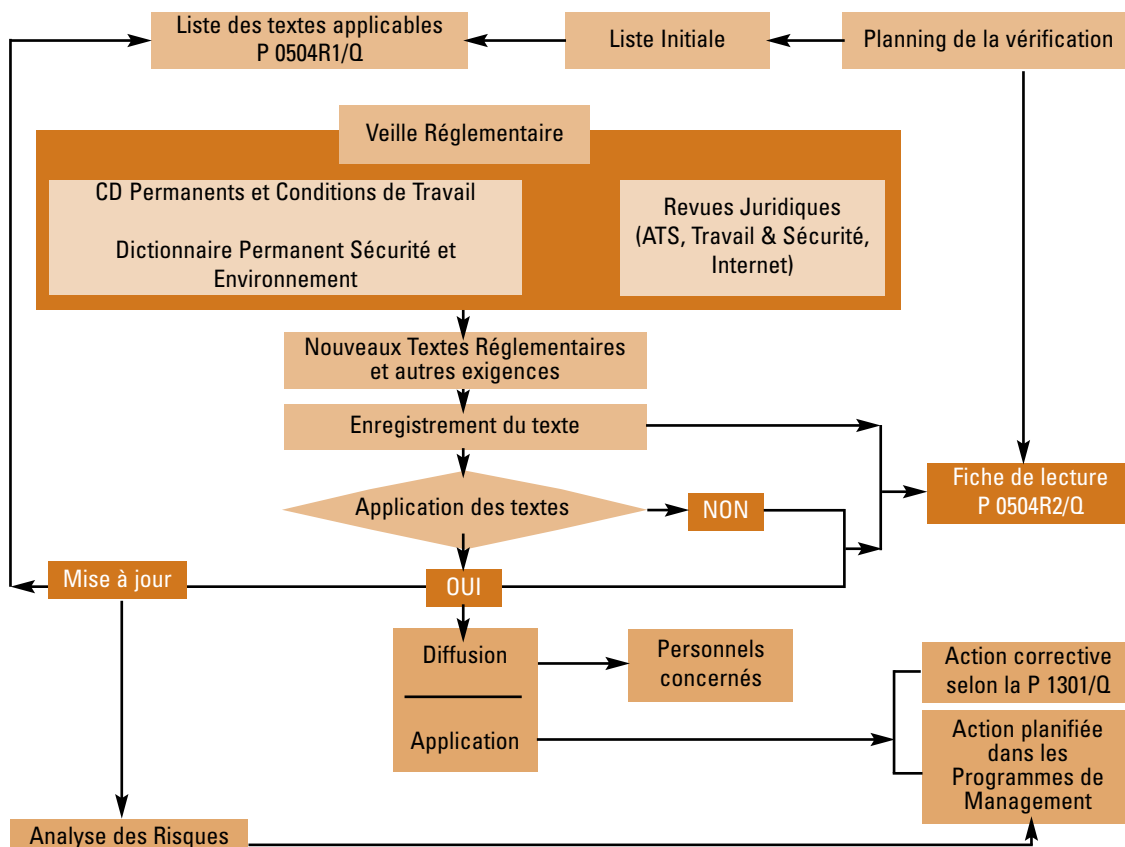 Liste des textes applicables
P 0504R1/Q
Liste Initiale
Planning de la vérification
Veille Réglementaire
CD Permanents et Conditions de Travail
Dictionnaire Permanent Sécurité et
Environnement
Revues Juridiques
(ATS, Travail & Sécurité,
Internet)
Nouveaux Textes Réglementaires
et autres exigences
Enregistrement du texte
Application des textes
NON
Fiche de lecture
P 0504R2/Q
Mise à jour
OUI
Diffusion
Application
Personnels
concernés
Action corrective
selon la P 1301/Q
Action planifiée
dans les
Programmes de
Management
Analyse des Risques